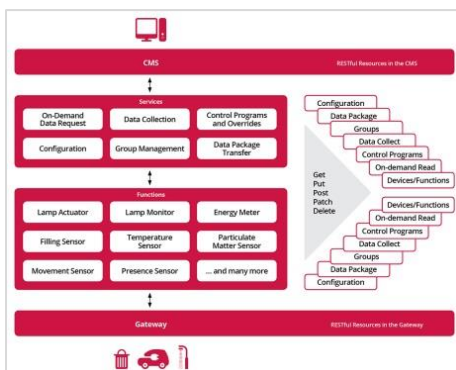 CMS
RESTful Resources in the CMS
Services
On-Demand
Data Request
Data Collection
Control Programs
and Overrides
Configuration
Group Management
Data Package
Transfer
Functions
Lamp Actuator
Lamp Monitor
Energy Meter
Filling Sensor
Temperature
Sensor
Particulate
Matter Sensor
Movement Sensor
Presence Sensor
... and many more
Get
Put
Post
Patch
Delete
Configuration
Data Package
Groups
Data Collect
Control Programs
On-demand Read
Devices/Functions
Devices/Functions
On-demand Read
Control Programs
Data Collect
Groups
Data Package
Configuration
Gateway
RESTful Resources in the Gateway